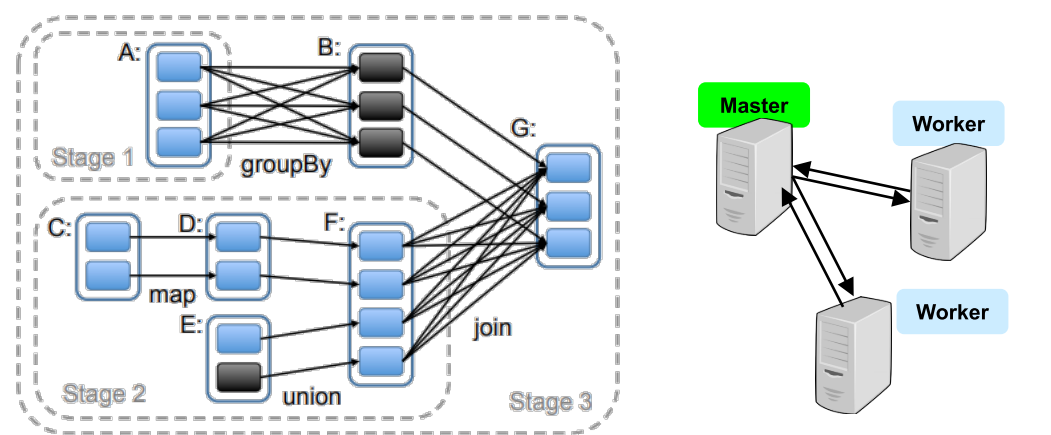 A:
B:
Stage 1
groupBy
G:
C:
D:
F:
map
E:
join
Stage 2
union
Stage 3
Master
Worker
Worker